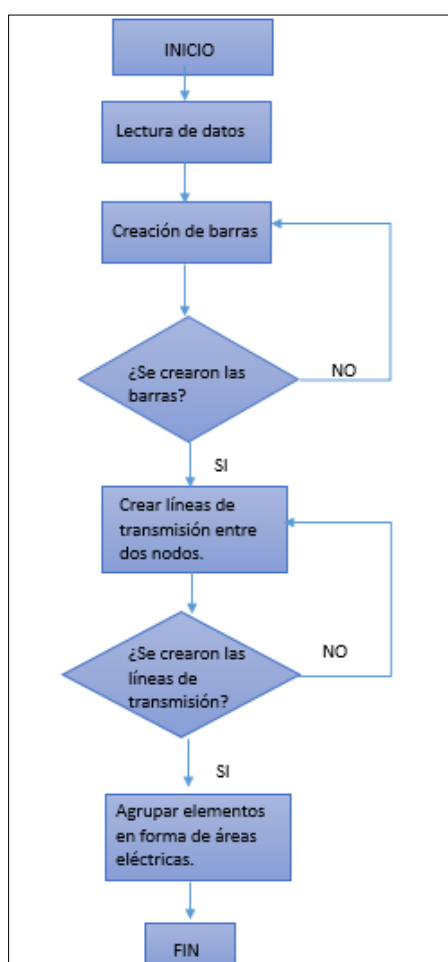 INICIO
Lectura de datos
Creación de barras
¿Se crearon las
barras?
NO
SI
Crear líneas de
transmisión entre
dos nodos.
¿Se crearon las
líneas de
transmisión?
NO
SI
Agrupar elementos
en forma de áreas
eléctricas.
FIN